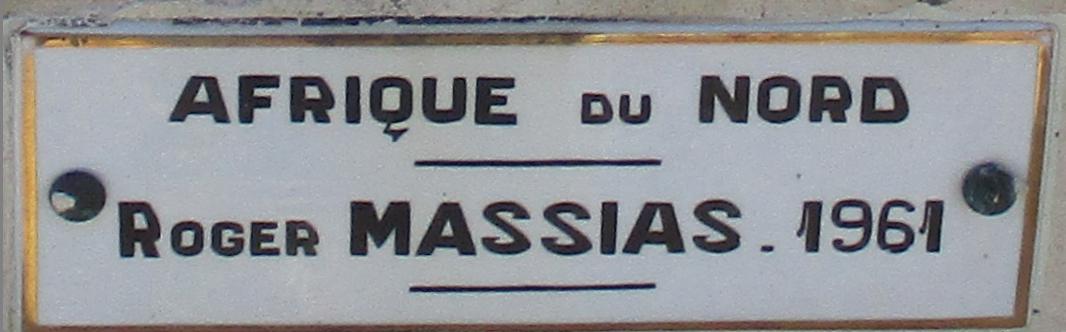 AFRIQUE DU NORD
ROGER MASSIAS. 1961